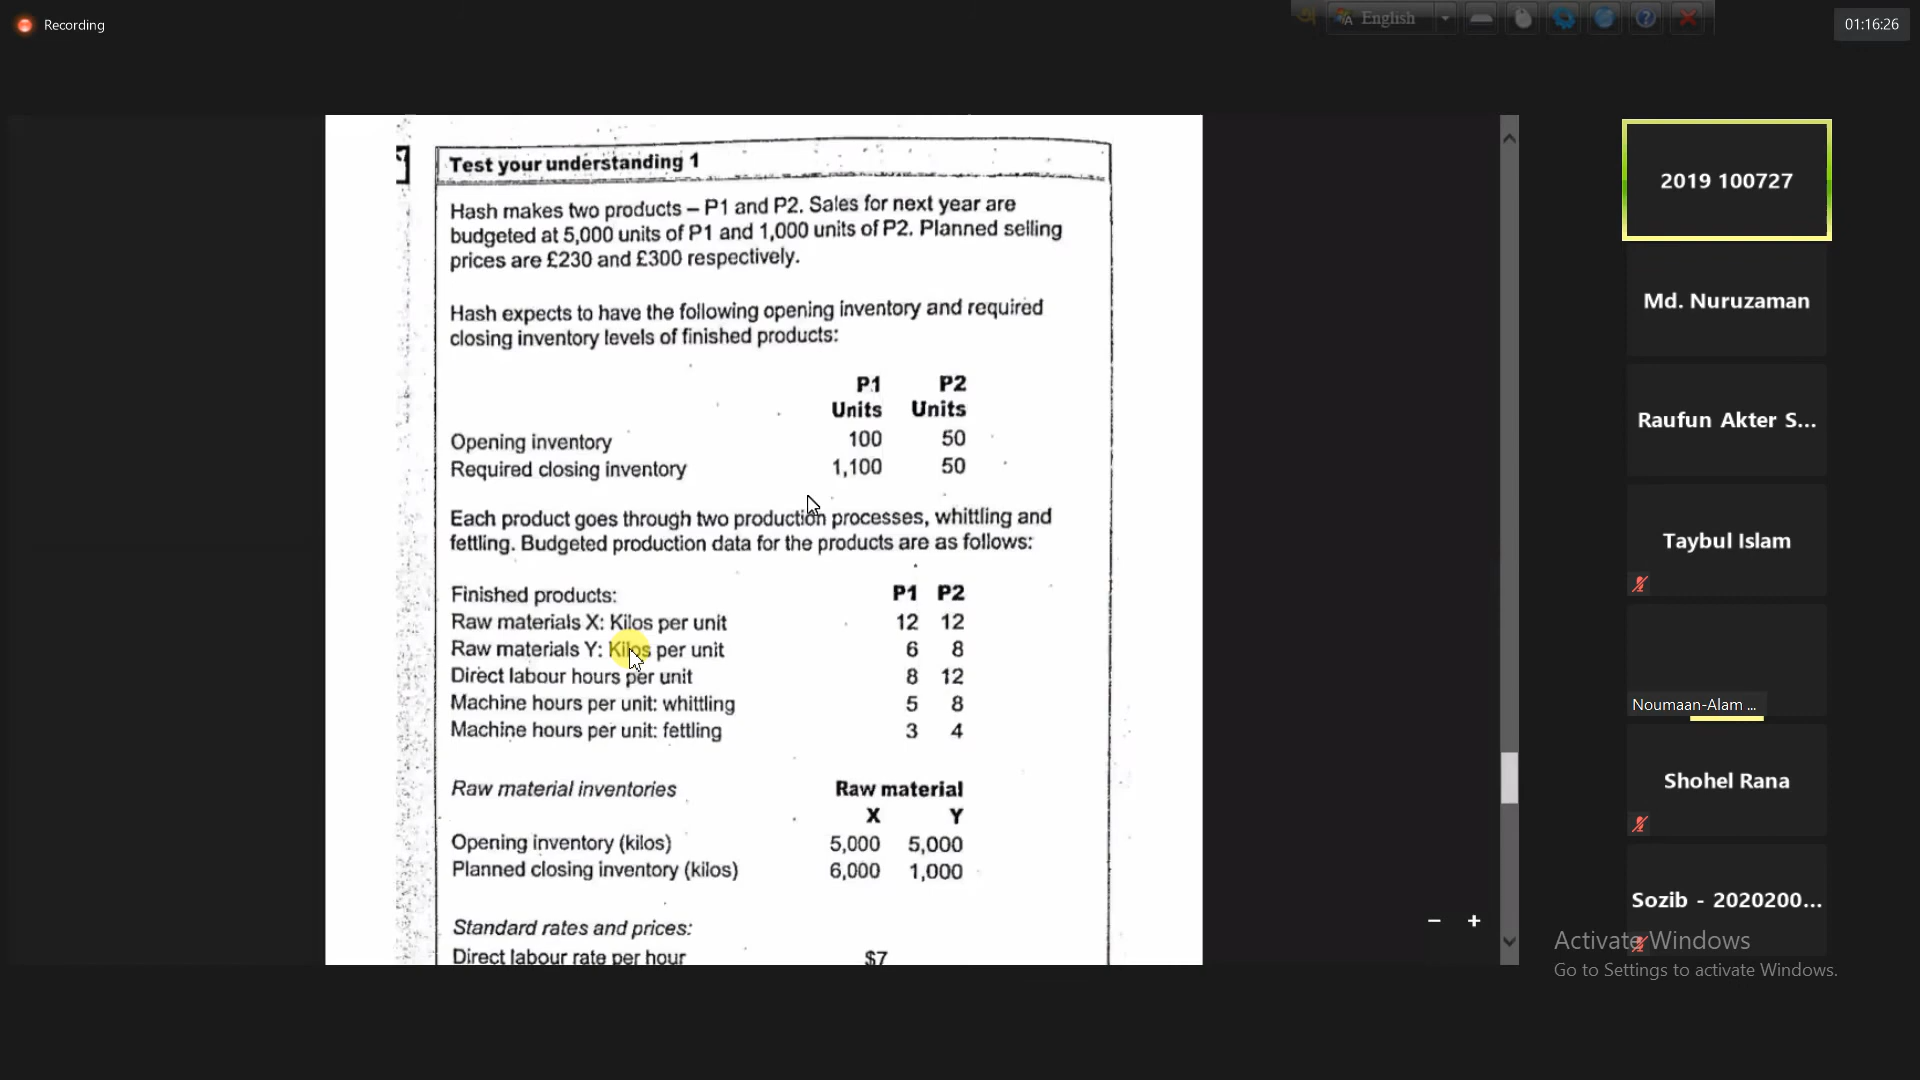 Recording
English
01:16:26
Test your understanding 1
Hash makes two products – P1 and P2. Sales for next year are
budgeted at 5,000 units of P1 and 1,000 units of P2. Planned selling
prices are £230 and £300 respectively.
Hash expects to have the following opening inventory and required
closing inventory levels of finished products:
P1 P2
Units Units
Opening inventory 100 50
Required closing inventory 1,100 50
Each product goes through two production processes, whittling and
fettling. Budgeted production data for the products are as follows:
Finished products: P1 P2
Raw materials X: Kilos per unit 12 12
Raw materials Y: Kilos per unit 6 8
Direct labour hours per unit 8 12
Machine hours per unit: whittling 5 8
Machine hours per unit: fettling 3 4
Raw material inventories Raw material
X Y
Opening inventory (kilos) 5,000 5,000
Planned closing inventory (kilos) 6,000 1,000
Standard rates and prices:
Direct labour rate per hour $7
2019 100727
Md. Nuruzaman
Raufun Akter S...
Taybul Islam
Noumaan-Alam ...
Shohel Rana
Sozib - 2020200...
Activate Windows
Go to Settings to activate Windows.